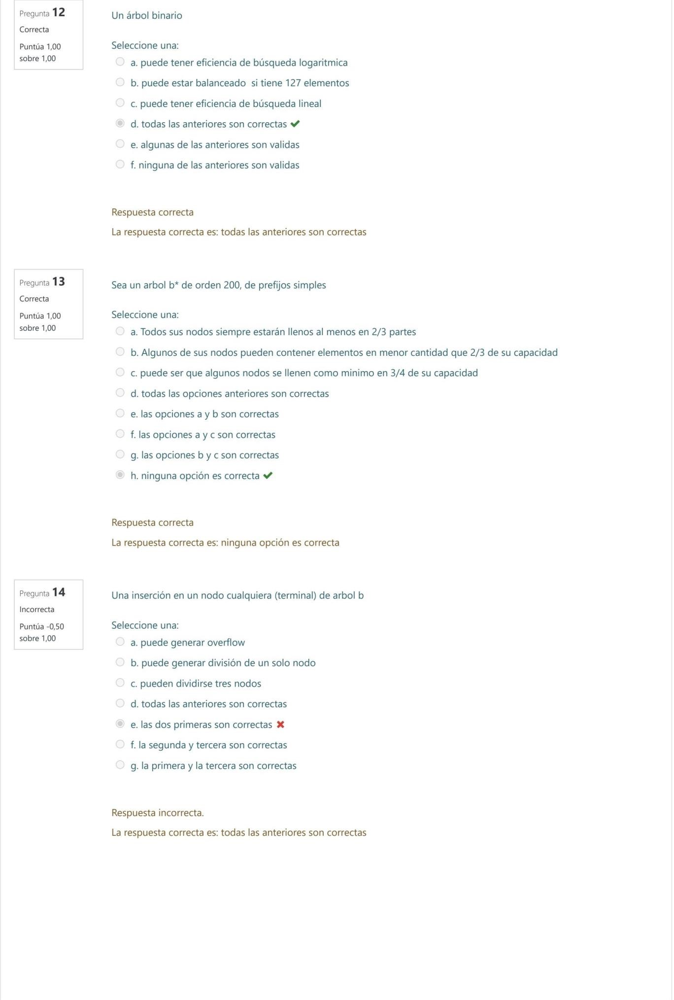 Pregunta 12
Correcta
Puntúa 1,00
sobre 1,00
Un árbol binario
Seleccione una:
a. puede tener eficiencia de búsqueda logaritmica
b. puede estar balanceado  si tiene 127 elementos
c. puede tener eficiencia de búsqueda lineal
d. todas las anteriores son correctas
e. algunas de las anteriores son validas
f. ninguna de las anteriores son validas
Respuesta correcta
La respuesta correcta es: todas las anteriores son correctas
Pregunta 13
Correcta
Puntúa 1,00
sobre 1,00
Sea un arbol b* de orden 200, de prefijos simples
Seleccione una:
a. Todos sus nodos siempre estarán llenos al menos en 2/3 partes
b. Algunos de sus nodos pueden contener elementos en menor cantidad que 2/3 de su capacidad
c. puede ser que algunos nodos se llenen como minimo en 3/4 de su capacidad
d. todas las opciones anteriores son correctas
e. las opciones a y b son correctas
f. las opciones a y c son correctas
g. las opciones b y c son correctas
h. ninguna opción es correcta
Respuesta correcta
La respuesta correcta es: ninguna opción es correcta
Pregunta 14
Incorrecta
Puntúa -0,50
sobre 1,00
Una inserción en un nodo cualquiera (terminal) de arbol b
Seleccione una:
a. puede generar overflow
b. puede generar división de un solo nodo
c. pueden dividirse tres nodos
d. todas las anteriores son correctas
e. las dos primeras son correctas
f. la segunda y tercera son correctas
g. la primera y la tercera son correctas
Respuesta incorrecta.
La respuesta correcta es: todas las anteriores son correctas